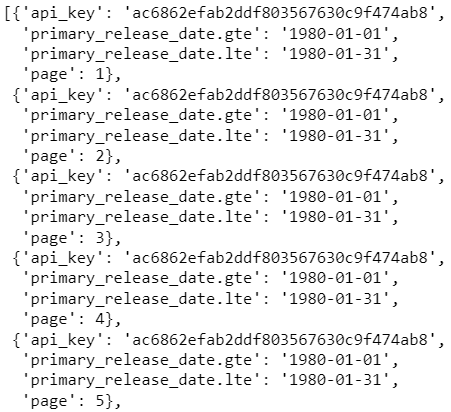 [{'api_key': 'ac6862efab2ddf803567630c9f474ab8',
'primary_release_date.gte': '1980-01-01',
'primary_release_date.lte': '1980-01-31',
'page': 1},
{'api_key': 'ac6862efab2ddf803567630c9f474ab8',
'primary_release_date.gte': '1980-01-01',
'primary_release_date.lte': '1980-01-31',
'page': 2},
{'api_key': 'ac6862efab2ddf803567630c9f474ab8',
'primary_release_date.gte': '1980-01-01',
'primary_release_date.lte': '1980-01-31',
'page': 3},
{'api_key': 'ac6862efab2ddf803567630c9f474ab8',
'primary_release_date.gte': '1980-01-01',
'primary_release_date.lte': '1980-01-31',
'page': 4},
{'api_key': 'ac6862efab2ddf803567630c9f474ab8',
'primary_release_date.gte': '1980-01-01',
'primary_release_date.lte': '1980-01-31',
'page': 5},